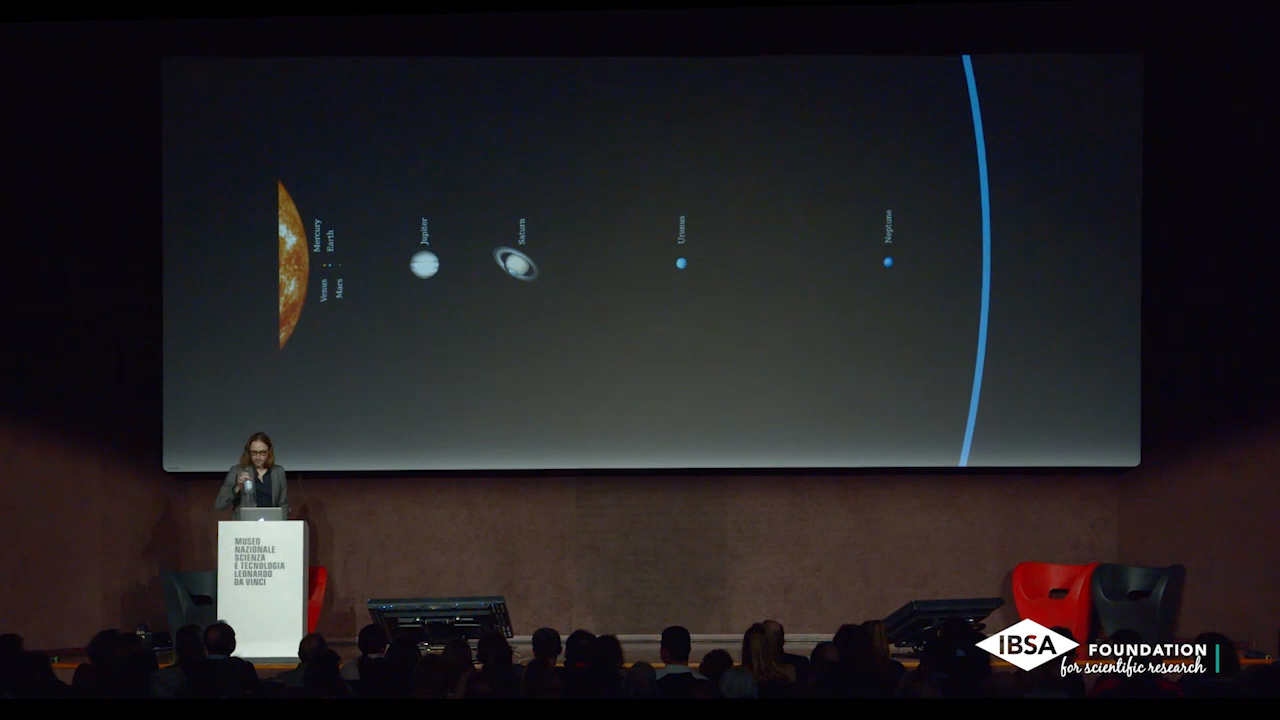 Mercury
Earth
Venus
Mars
Jupiter
Saturn
Uranus
Neptune
MUSEO
NAZIONALE
SCIENZA
E TECNOLOGIA
LEONARDO
DA VINCI
IBSA FOUNDATION
for scientific research